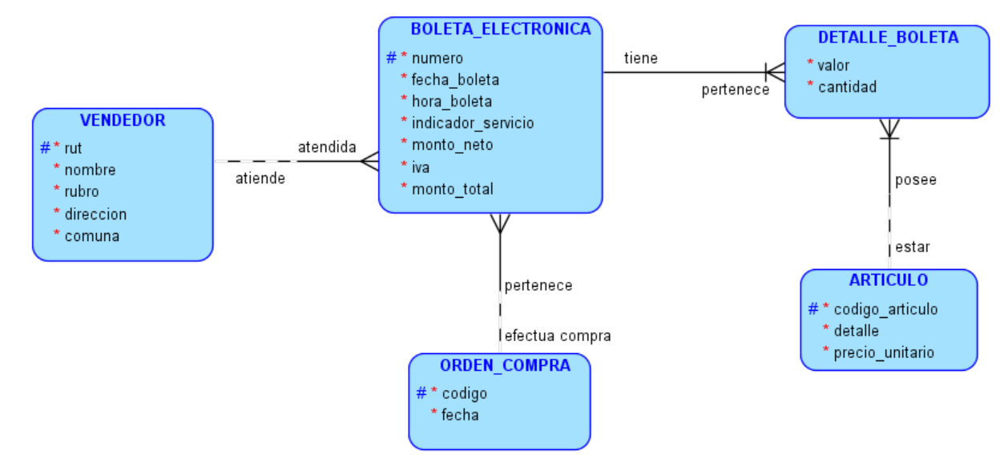 BOLETA_ELECTRONICA
# * numero
* fecha_boleta
* hora_boleta
* indicador_servicio
* monto_neto
* iva
* monto_total
tiene
pertenece
DETALLE_BOLETA
* valor
* cantidad
VENDEDOR
# * rut
* nombre
* rubro
* direccion
* comuna
atendida
atiende
posee
estar
pertenece
efectua compra
ARTICULO
# * codigo_articulo
* detalle
* precio_unitario
ORDEN_COMPRA
# * codigo
* fecha